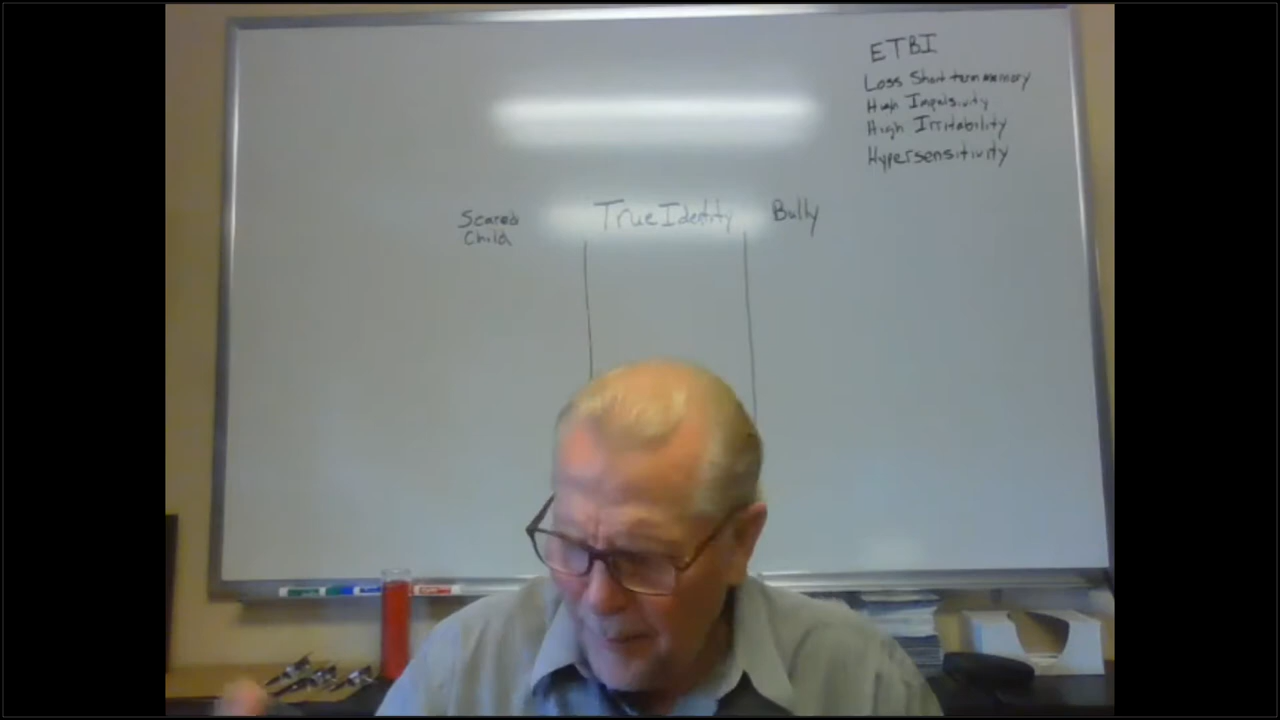 ETBI
Loss Short term memory
High Impulsivity
High Irritability
Hypersensitivity
Scared True Identity Bully
Child